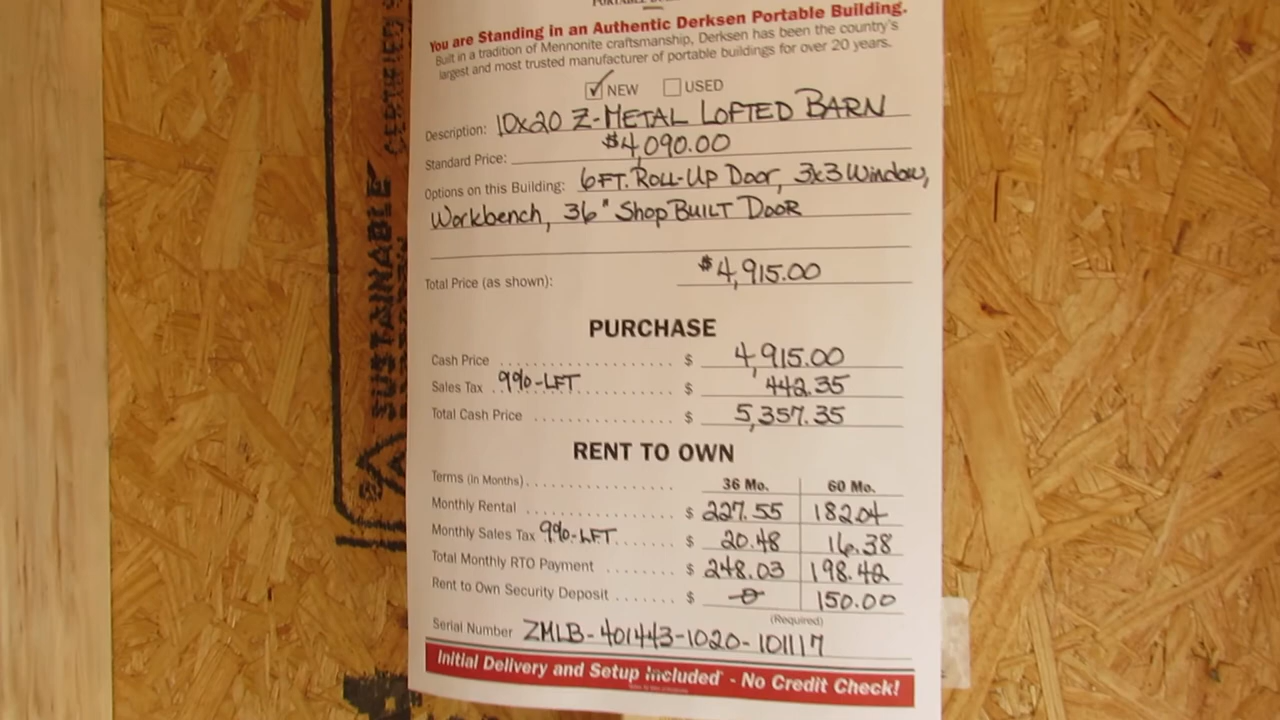 You are Standing in an Authentic Derksen Portable Building.
Built in a tradition of Mennonite craftsmanship, Derksen has been the country's
largest and most trusted manufacturer of portable buildings for over 20 years.
NEW USED
Description: 10x20 Z-METAL LOFTED BARN
Standard Price: $4,090.00
Options on this Building: 6FT. ROLL-UP DOOR, 3x3 WINDOW,
WORKBENCH, 36" SHOP BUILT DOOR
Total Price (as shown): $4,915.00
PURCHASE
Cash Price $ 4,915.00
Sales Tax 9%-LFT $ 442.35
Total Cash Price $ 5,357.35
RENT TO OWN
Terms (In Months) 36 Mo. 60 Mo.
Monthly Rental $ 227.55 182.04
Monthly Sales Tax 9%-LFT $ 20.48 16.38
Total Monthly RTO Payment $ 248.03 198.42
Rent to Own Security Deposit $ 0 150.00
(Required)
Serial Number ZMLB-401443-1020-101117
Initial Delivery and Setup Included* - No Credit Check!
SUSTAINABLE
CERTIFIED